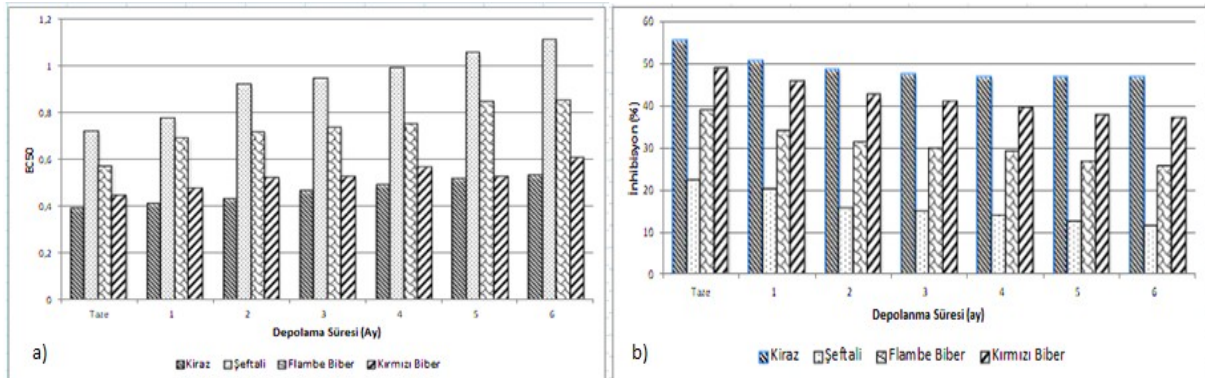 1,2
1
0,8
0,6
0,4
0,2
0
EC50
Taze 1 2 3 4 5 6
Depolama Süresi (Ay)
a)
Kiraz Şeftali Flambe Biber Kırmızı Biber
60
50
40
30
20
10
0
İnhibisyon (%)
Taze 1 2 3 4 5 6
Depolanma Süresi (ay)
b)
Kiraz Şeftali Flambe Biber Kırmızı Biber